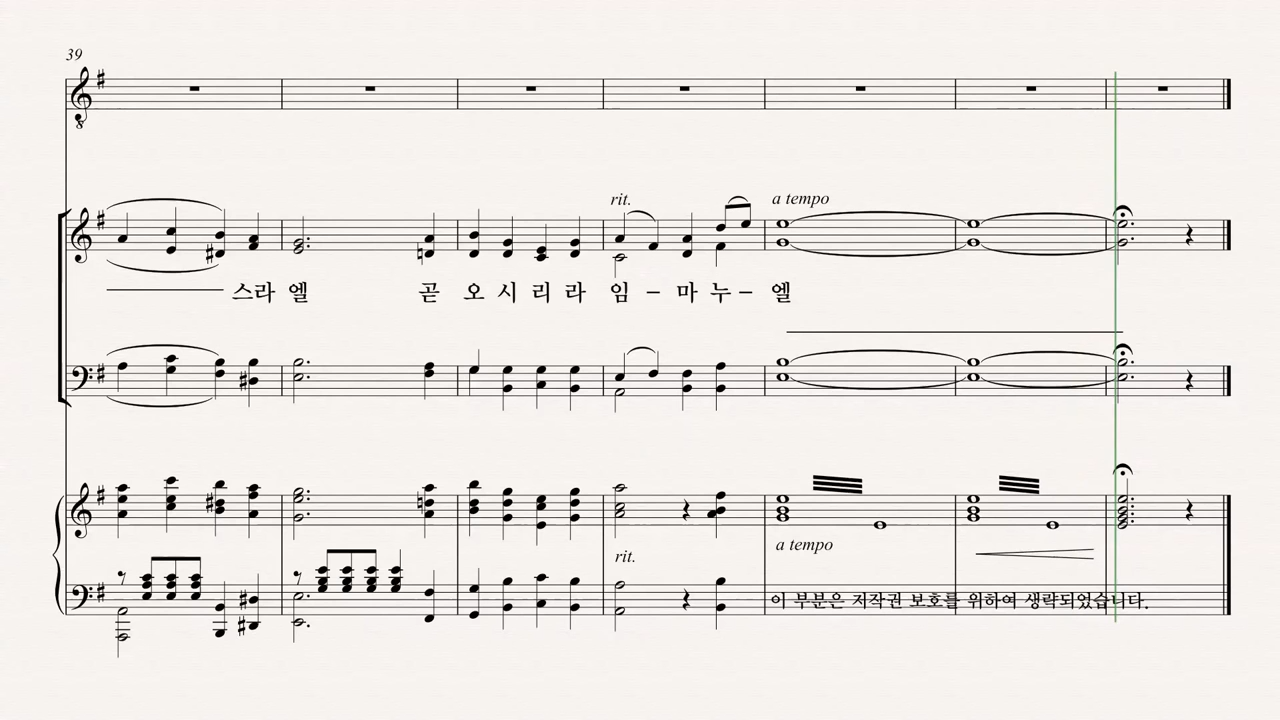 39
rit.
a tempo
스라 엘 곧 오 시 리 라 임 – 마 누 – 엘
rit.
a tempo
이 부분은 저작권 보호를 위하여 생략되었습니다.